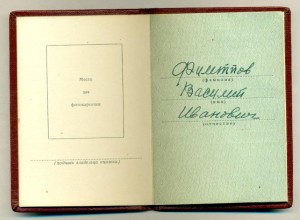 Место
для
фотокарточки
Филиппов
(фамилия)
Василий
(имя)
Иванович
(отчество)